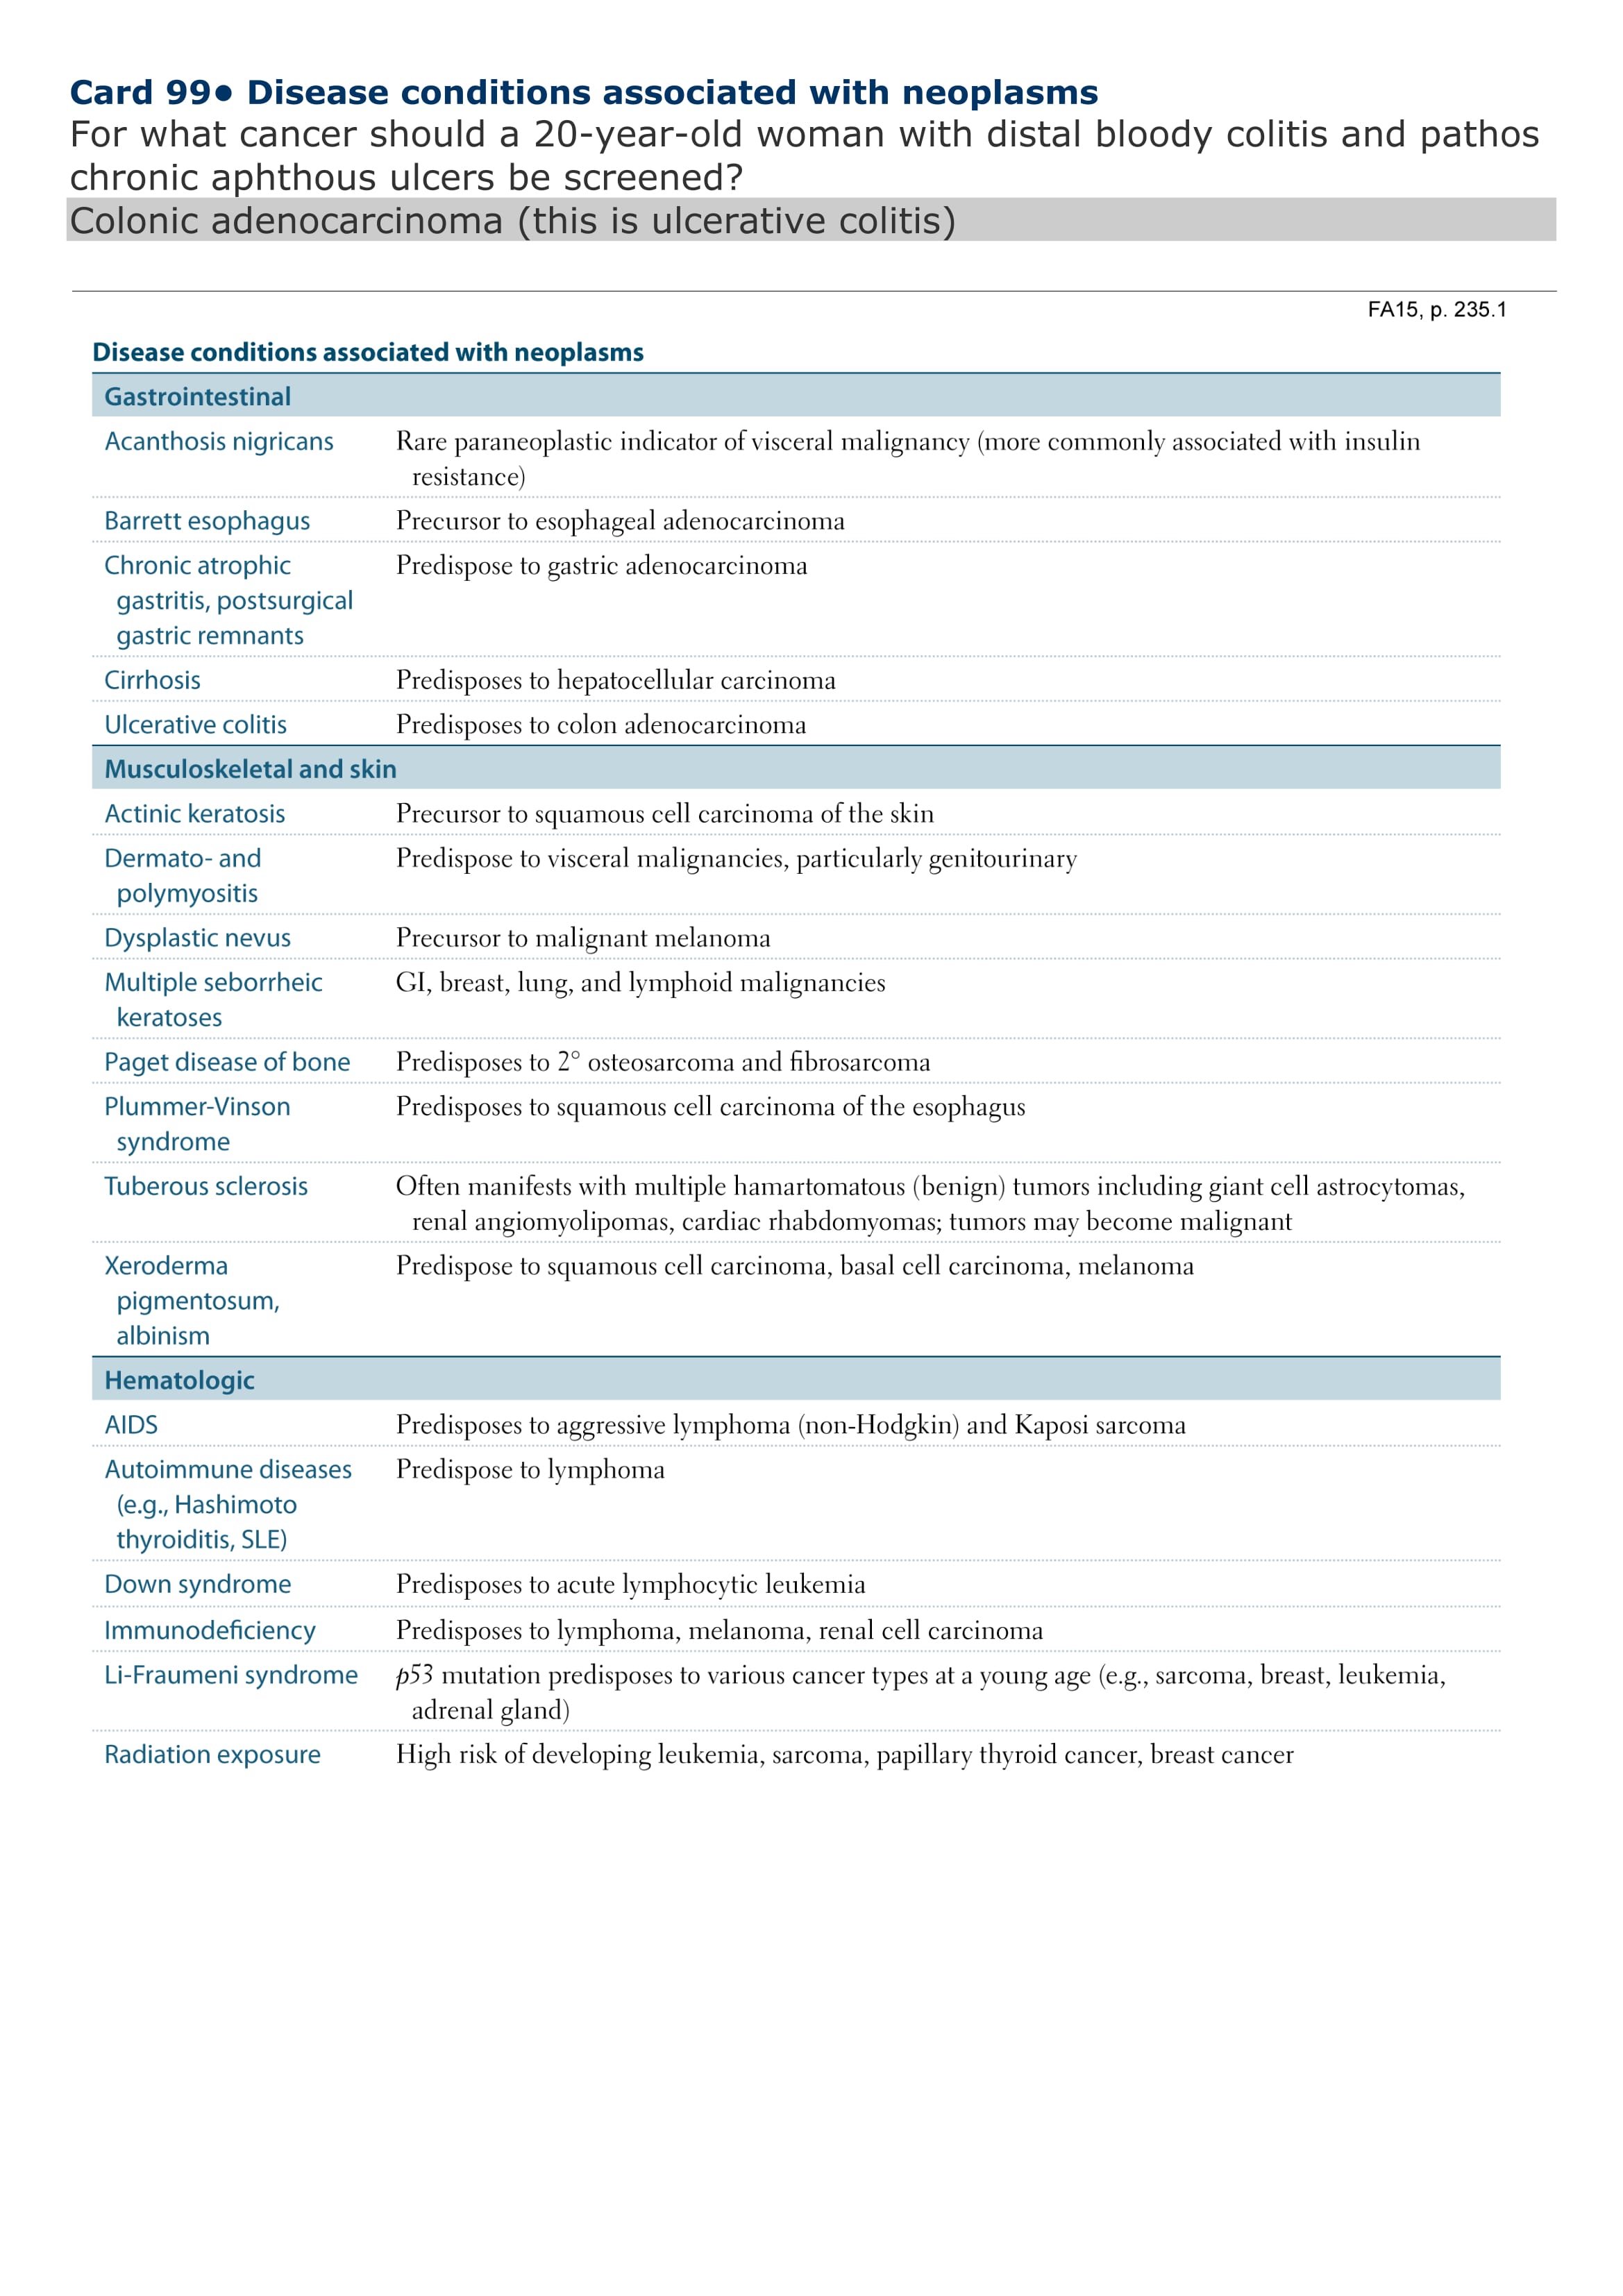 Card 99● Disease conditions associated with neoplasms
For what cancer should a 20-year-old woman with distal bloody colitis and pathos
chronic aphthous ulcers be screened?
Colonic adenocarcinoma (this is ulcerative colitis)
FA15, p. 235.1
Disease conditions associated with neoplasms
Gastrointestinal
Acanthosis nigricans Rare paraneoplastic indicator of visceral malignancy (more commonly associated with insulin
resistance)
Barrett esophagus Precursor to esophageal adenocarcinoma
Chronic atrophic Predispose to gastric adenocarcinoma
gastritis, postsurgical
gastric remnants
Cirrhosis Predisposes to hepatocellular carcinoma
Ulcerative colitis Predisposes to colon adenocarcinoma
Musculoskeletal and skin
Actinic keratosis Precursor to squamous cell carcinoma of the skin
Dermato- and Predispose to visceral malignancies, particularly genitourinary
polymyositis
Dysplastic nevus Precursor to malignant melanoma
Multiple seborrheic GI, breast, lung, and lymphoid malignancies
keratoses
Paget disease of bone Predisposes to 2° osteosarcoma and fibrosarcoma
Plummer-Vinson Predisposes to squamous cell carcinoma of the esophagus
syndrome
Tuberous sclerosis Often manifests with multiple hamartomatous (benign) tumors including giant cell astrocytomas,
renal angiomyolipomas, cardiac rhabdomyomas; tumors may become malignant
Xeroderma Predispose to squamous cell carcinoma, basal cell carcinoma, melanoma
pigmentosum,
albinism
Hematologic
AIDS Predisposes to aggressive lymphoma (non-Hodgkin) and Kaposi sarcoma
Autoimmune diseases Predispose to lymphoma
(e.g., Hashimoto
thyroiditis, SLE)
Down syndrome Predisposes to acute lymphocytic leukemia
Immunodeficiency Predisposes to lymphoma, melanoma, renal cell carcinoma
Li-Fraumeni syndrome p53 mutation predisposes to various cancer types at a young age (e.g., sarcoma, breast, leukemia,
adrenal gland)
Radiation exposure High risk of developing leukemia, sarcoma, papillary thyroid cancer, breast cancer